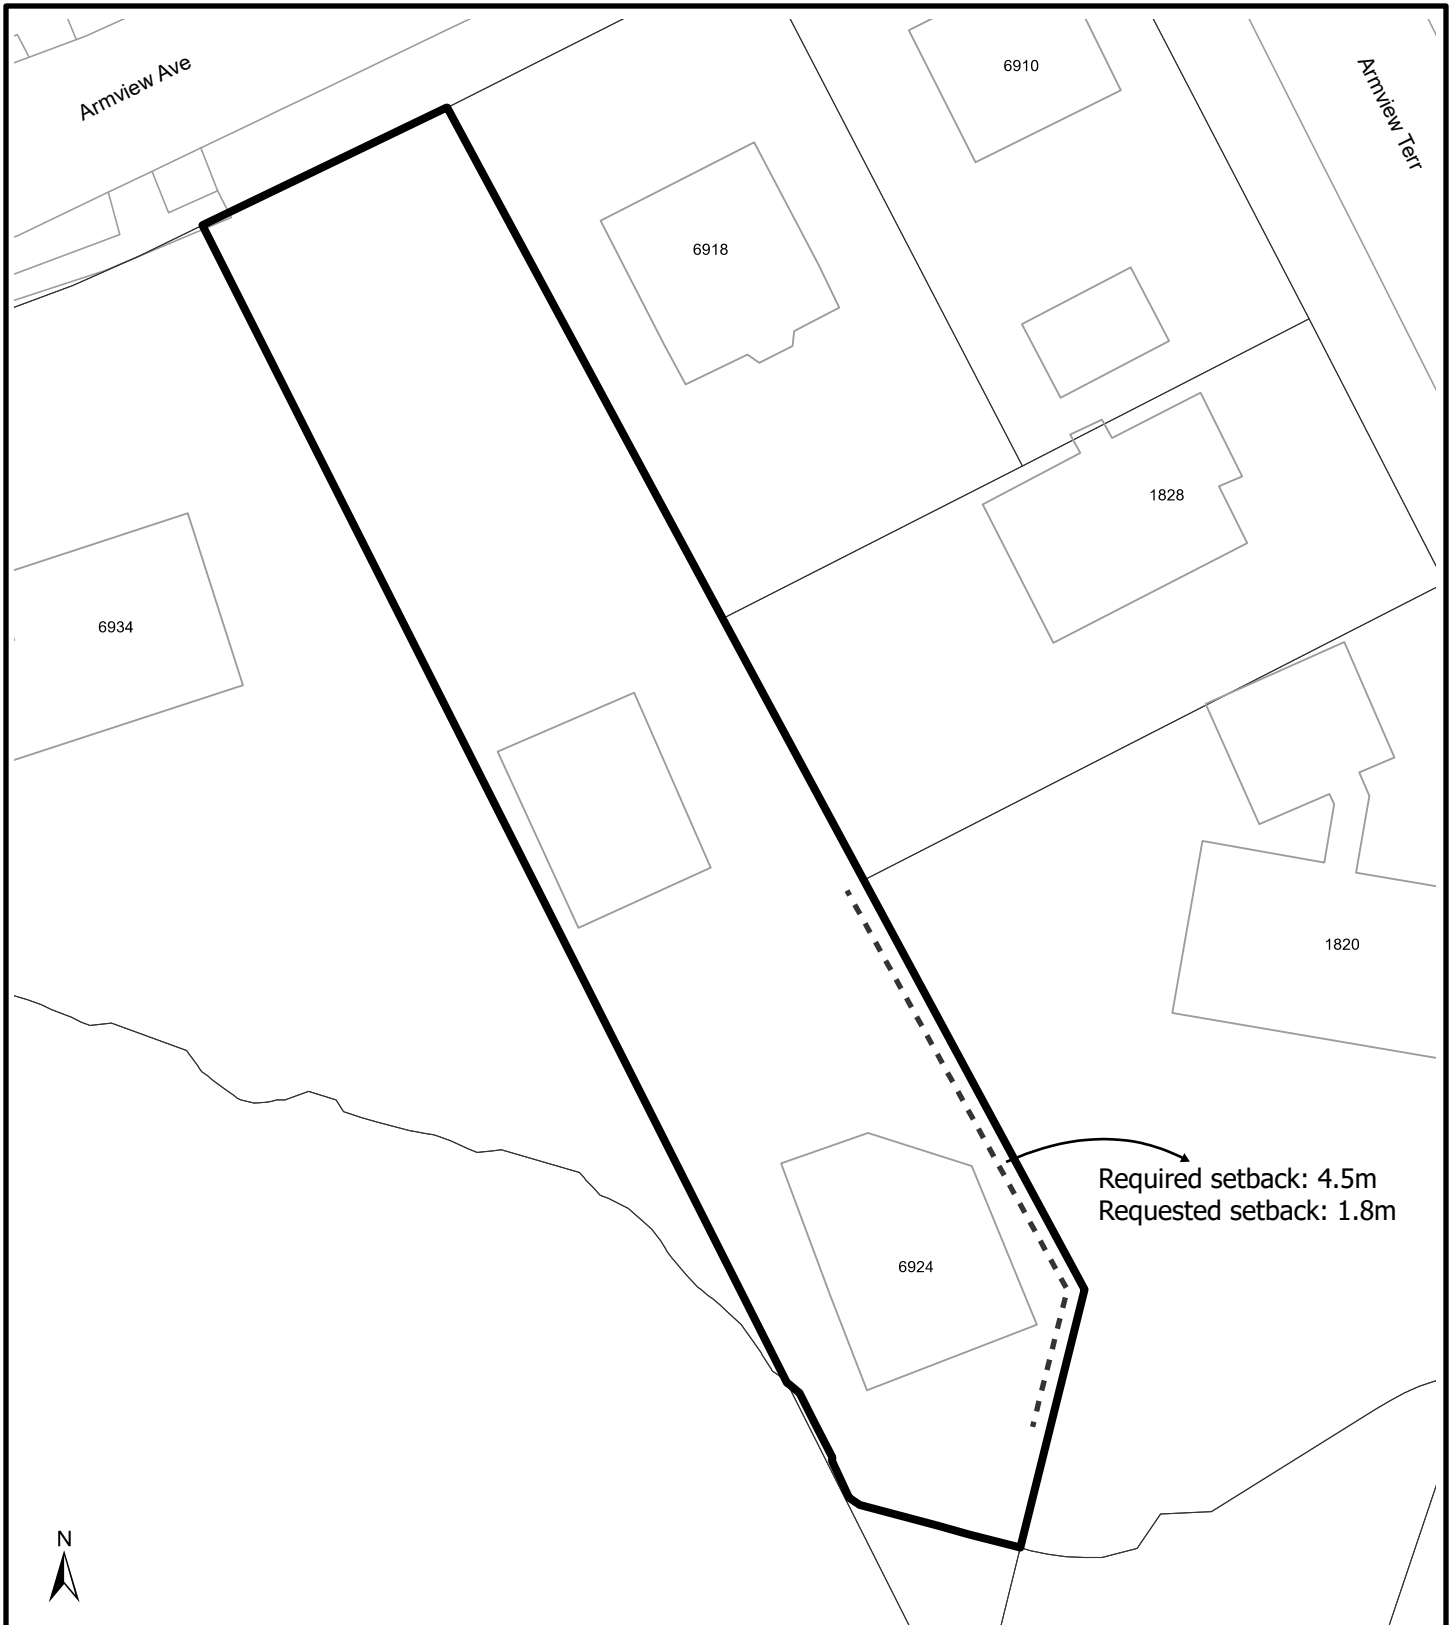 Armview Ave
6910
Armview Terr
6918
1828
6934
1820
Required setback: 4.5m
Requested setback: 1.8m
6924
N